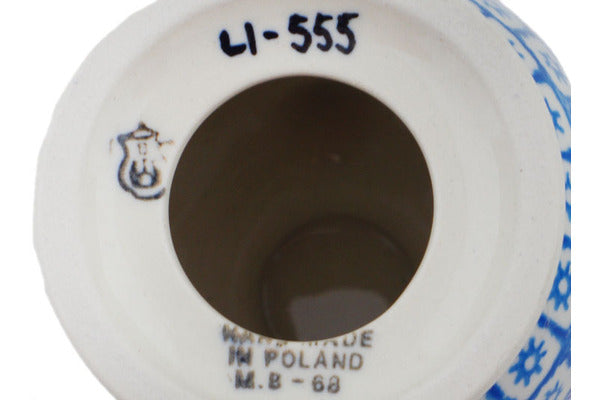 LI-555
HAND MADE
IN POLAND
M.B-68